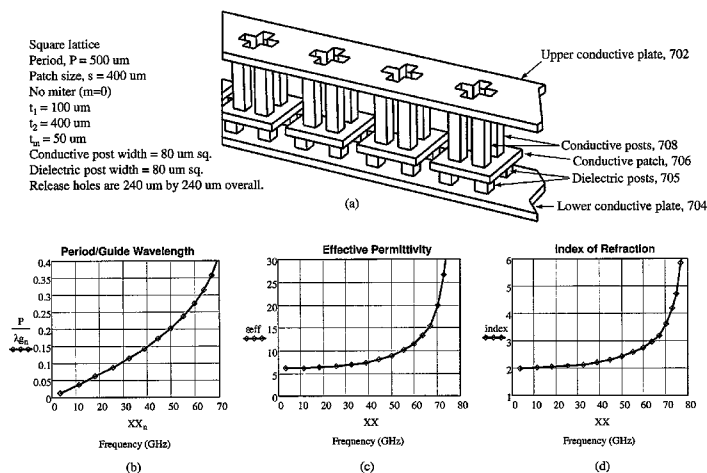 Square lattice
Period, P = 500 um
Patch size, s = 400 um
No miter (m=0)
t1 = 100 um
t2 = 400 um
tm = 50 um
Conductive post width = 80 um sq.
Dielectric post width = 80 um sq.
Release holes are 240 um by 240 um overall.
Upper conductive plate, 702
Conductive posts, 708
Conductive patch, 706
Dielectric posts, 705
Lower conductive plate, 704
(a)
Period/Guide Wavelength
0.4
0.35
0.3
0.25
0.2
0.15
0.1
0.05
0
P
λgn
0 10 20 30 40 50 60 70
XXn
Frequency (GHz)
(b)
Effective Permittivity
30
25
20
15
10
5
0
εeff
0 10 20 30 40 50 60 70 80
XX
Frequency (GHz)
(c)
Index of Refraction
6
5
4
3
2
1
index
0 10 20 30 40 50 60 70 80
XX
Frequency (GHz)
(d)